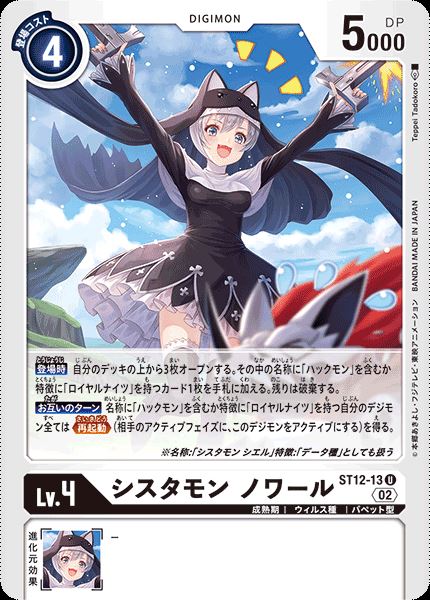 登場コスト
4
DIGIMON
DP
5000
Teppei Tadokoro
BANDAI MADE IN JAPAN
©本郷あきよし・フジテレビ・東映アニメーション
登場時 自分のデッキの上から3枚オープンする。その中の名称に「ハックモン」を含むか
特徴に「ロイヤルナイツ」を持つカード1枚を手札に加える。残りは破棄する。
お互いのターン 名称に「ハックモン」を含むか特徴に「ロイヤルナイツ」を持つ自分のデジモ
ン全ては 再起動 (相手のアクティブフェイズに、このデジモンをアクティブにする)を得る。
※名称:「シスタモン シエル」/特徴:「データ種」としても扱う
Lv.4
シスタモン ノワール
ST12-13 U
02
成熟期 | ウィルス種 | パペット型
進化元効果
–